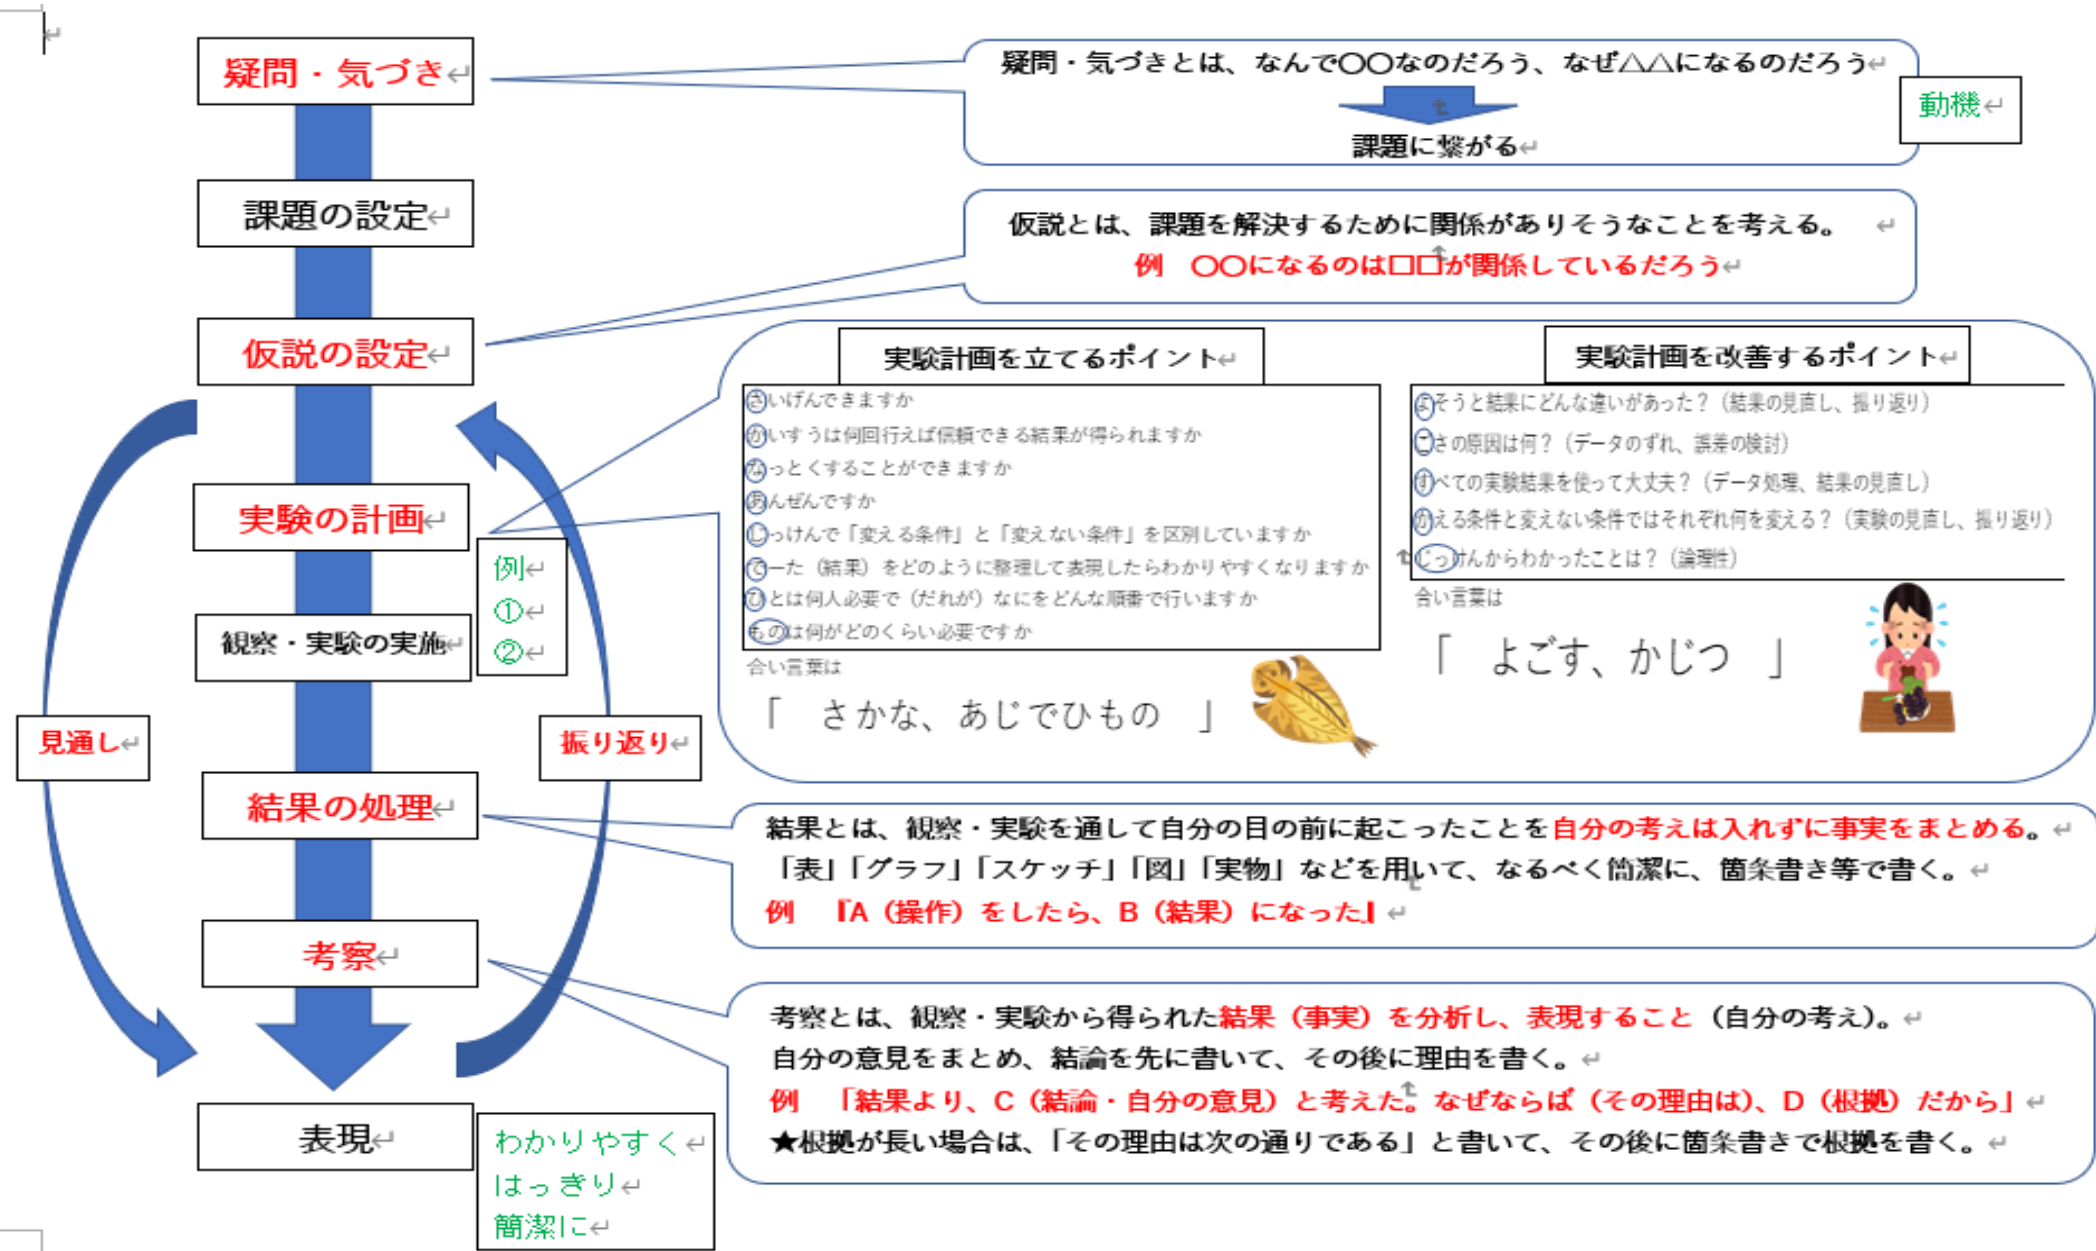 疑問・気づき
疑問・気づきとは、なんで〇〇なのだろう、なぜ△△になるのだろう
課題に繋がる
動機
課題の設定
仮説とは、課題を解決するために関係がありそうなことを考える。
例　〇〇になるのは□□が関係しているだろう
仮説の設定
実験の計画
例
①
②
実験計画を立てるポイント
さいげんできますか
かいすうは何回行えば信頼できる結果が得られますか
なっとくすることができますか
あんぜんですか
じっけんで「変える条件」と「変えない条件」を区別していますか
でーた（結果）をどのように整理して表現したらわかりやすくなりますか
ひとは何人必要で（だれが）なにをどんな順番で行いますか
ものは何がどのくらい必要ですか
合い言葉は
「　さかな、あじでひもの　」
実験計画を改善するポイント
よそうと結果にどんな違いがあった？（結果の見直し、振り返り）
ごさの原因は何？（データのずれ、誤差の検討）
すべての実験結果を使って大丈夫？（データ処理、結果の見直し）
かえる条件と変えない条件ではそれぞれ何を変える？（実験の見直し、振り返り）
じっけんからわかったことは？（論理性）
合い言葉は
「　よごす、かじつ　」
観察・実験の実施
見通し
振り返り
結果の処理
結果とは、観察・実験を通して自分の目の前に起こったことを自分の考えは入れずに事実をまとめる。
「表」「グラフ」「スケッチ」「図」「実物」などを用いて、なるべく簡潔に、箇条書き等で書く。
例　『A（操作）をしたら、B（結果）になった』
考察
考察とは、観察・実験から得られた結果（事実）を分析し、表現すること（自分の考え）。
自分の意見をまとめ、結論を先に書いて、その後に理由を書く。
例　「結果より、C（結論・自分の意見）と考えた。なぜならば（その理由は）、D（根拠）だから」
★根拠が長い場合は、「その理由は次の通りである」と書いて、その後に箇条書きで根拠を書く。
表現
わかりやすく
はっきり
簡潔に